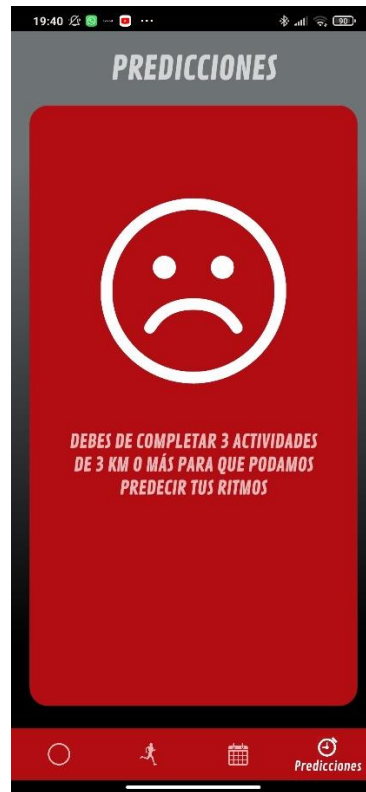 19:40
90
PREDICCIONES
DEBES DE COMPLETAR 3 ACTIVIDADES
DE 3 KM O MÁS PARA QUE PODAMOS
PREDECIR TUS RITMOS
Predicciones